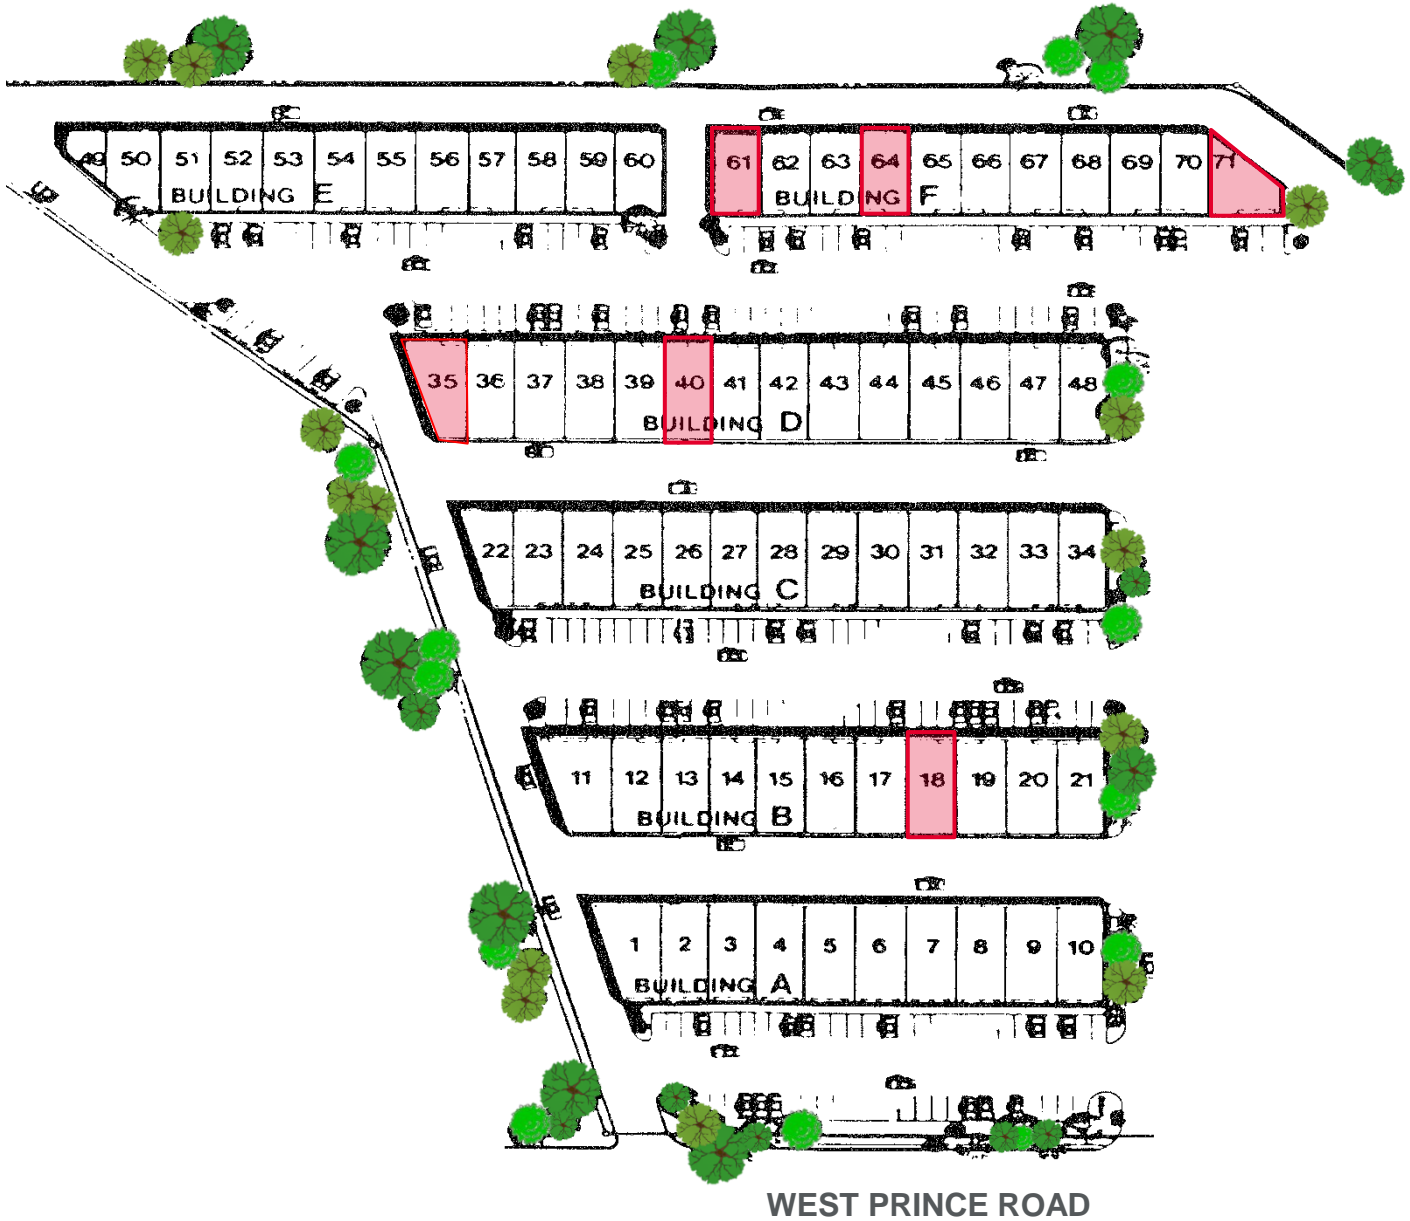 49 50 51 52 53 54 55 56 57 58 59 60
BUILDING E
61 62 63 64 65 66 67 68 69 70 71
BUILDING F
35 36 37 38 39 40 41 42 43 44 45 46 47 48
BUILDING D
22 23 24 25 26 27 28 29 30 31 32 33 34
BUILDING C
11 12 13 14 15 16 17 18 19 20 21
BUILDING B
1 2 3 4 5 6 7 8 9 10
BUILDING A
WEST PRINCE ROAD